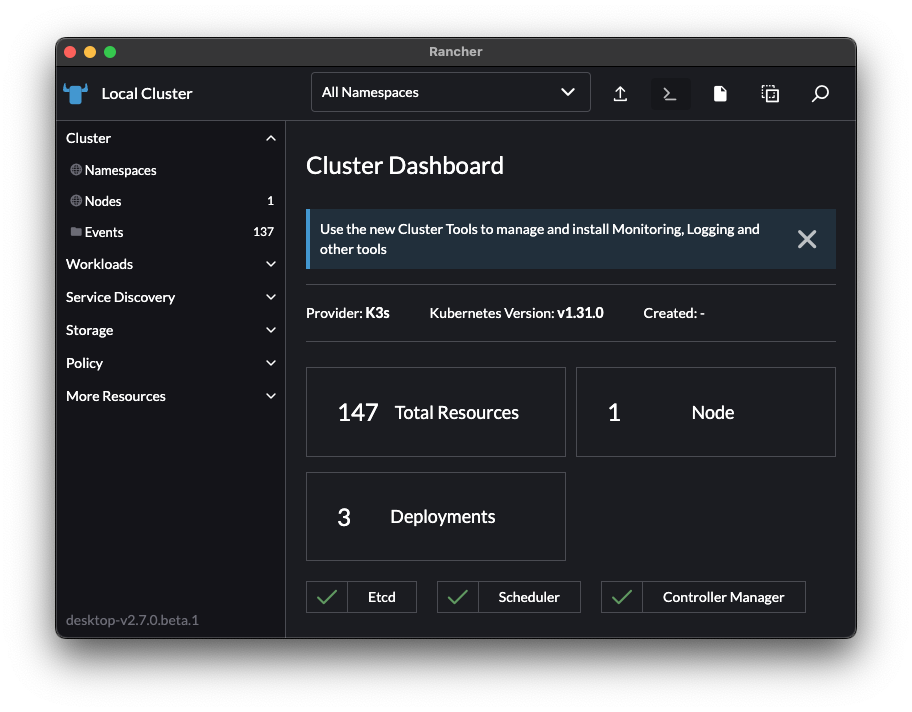 Rancher
Local Cluster
All Namespaces
Cluster
Namespaces
Nodes 1
Events 137
Workloads
Service Discovery
Storage
Policy
More Resources
desktop-v2.7.0.beta.1
Cluster Dashboard
Use the new Cluster Tools to manage and install Monitoring, Logging and
other tools
Provider: K3s Kubernetes Version: v1.31.0 Created: -
147 Total Resources
1 Node
3 Deployments
Etcd
Scheduler
Controller Manager